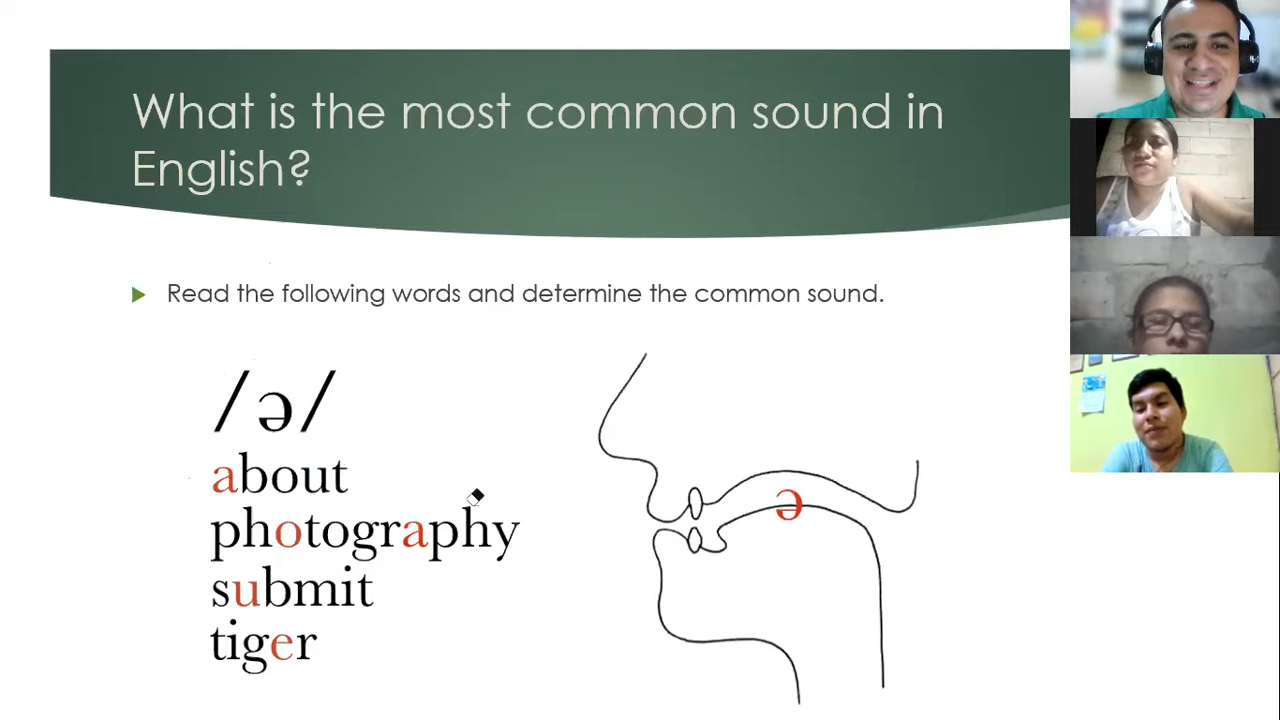 What is the most common sound in
English?
Read the following words and determine the common sound.
/ə/
about
photography
submit
tiger
ə